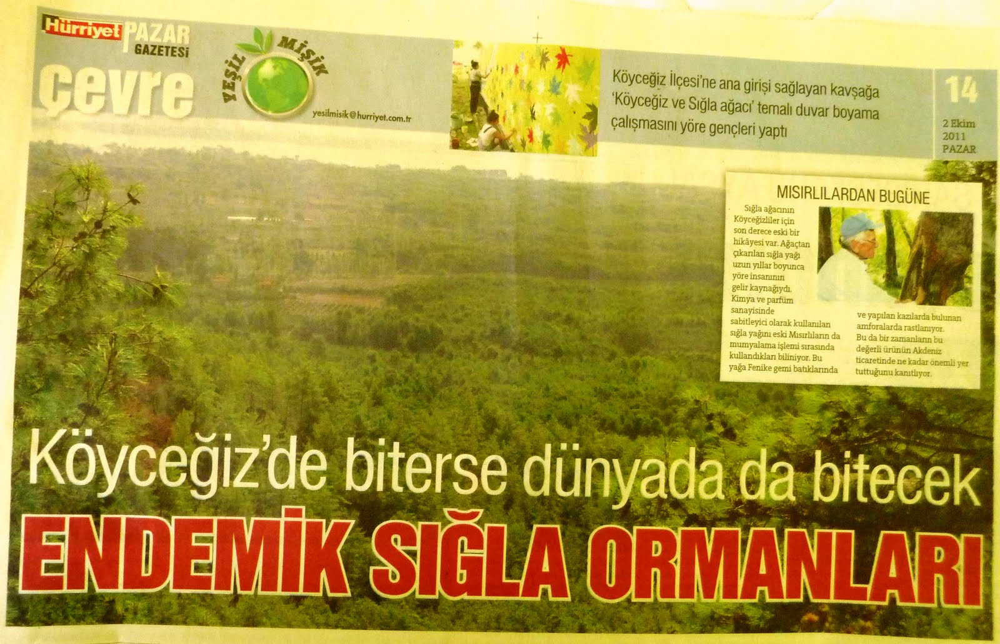 Hürriyet PAZAR
GAZETESİ
çevre
YEŞİL MİŞİK
yesilmisik@hurriyet.com.tr
Köyceğiz İlçesi'ne ana girişi sağlayan kavşağa
'Köyceğiz ve Sığla ağacı' temalı duvar boyama
çalışmasını yöre gençleri yaptı
14
2 Ekim
2011
PAZAR
MISIRLILARDAN BUGÜNE
Sığla ağacının
Köyceğizliler için
son derece eski bir
hikâyesi var. Ağaçtan
çıkarılan sığla yağı
uzun yıllar boyunca
yöre insanının
gelir kaynağıydı.
Kimya ve parfüm
sanayisinde
sabitleyici olarak kullanılan
sığla yağını eski Mısırlıların da
mumyalama işlemi sırasında
kullandıkları biliniyor. Bu
yağa Fenike gemi batıklarında
ve yapılan kazılarda bulunan
amforalarda rastlanıyor.
Bu da bir zamanların bu
değerli ürünün Akdeniz
ticaretinde ne kadar önemli yer
tuttuğunu kanıtlıyor.
Köyceğiz'de biterse dünyada da bitecek
ENDEMİK SIĞLA ORMANLARI